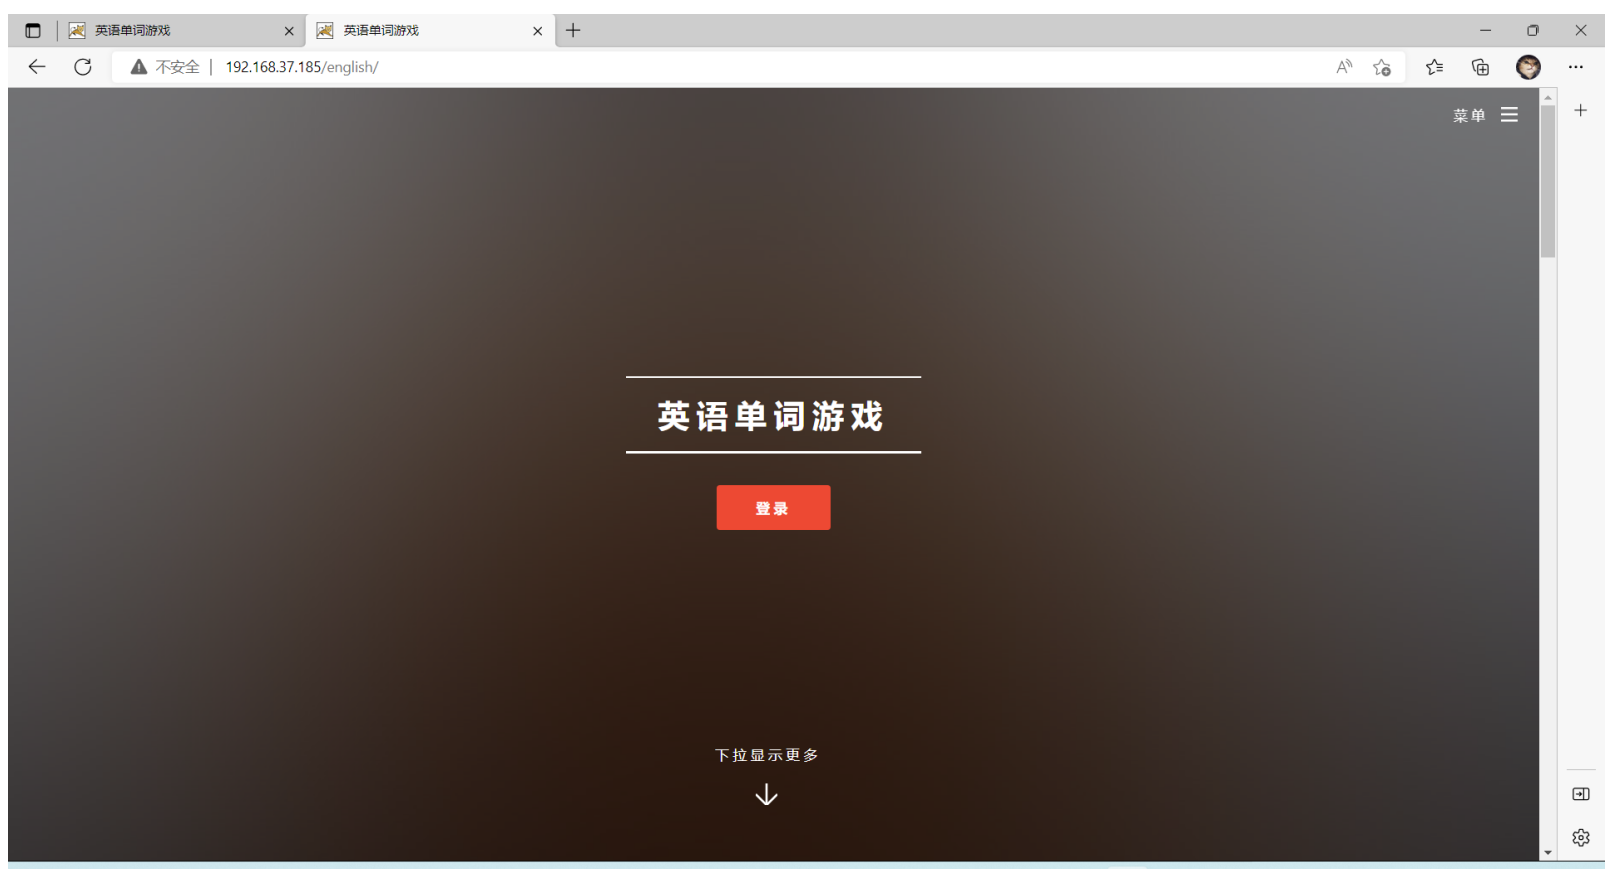 英语单词游戏
英语单词游戏
不安全 | 192.168.37.185/english/
菜单
英语单词游戏
登录
下拉显示更多